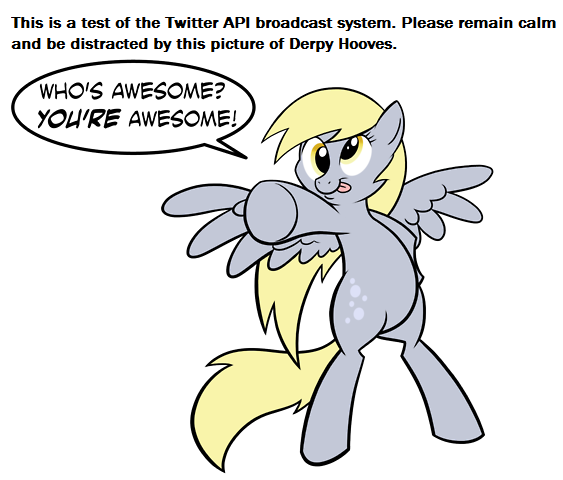 This is a test of the Twitter API broadcast system. Please remain calm
and be distracted by this picture of Derpy Hooves.
WHO'S AWESOME?
YOU'RE AWESOME!